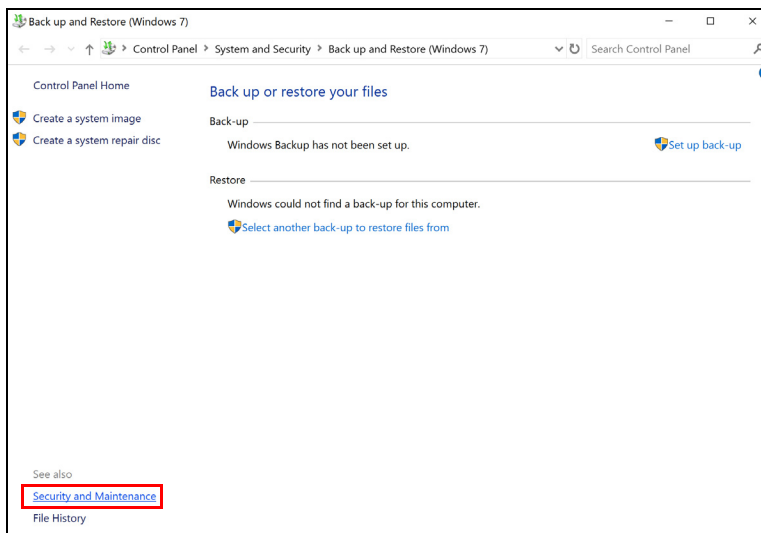 Back up and Restore (Windows 7)
Control Panel > System and Security > Back up and Restore (Windows 7)
Search Control Panel
Control Panel Home
Create a system image
Create a system repair disc
Back up or restore your files
Back-up
Windows Backup has not been set up.
Set up back-up
Restore
Windows could not find a back-up for this computer.
Select another back-up to restore files from
See also
Security and Maintenance
File History